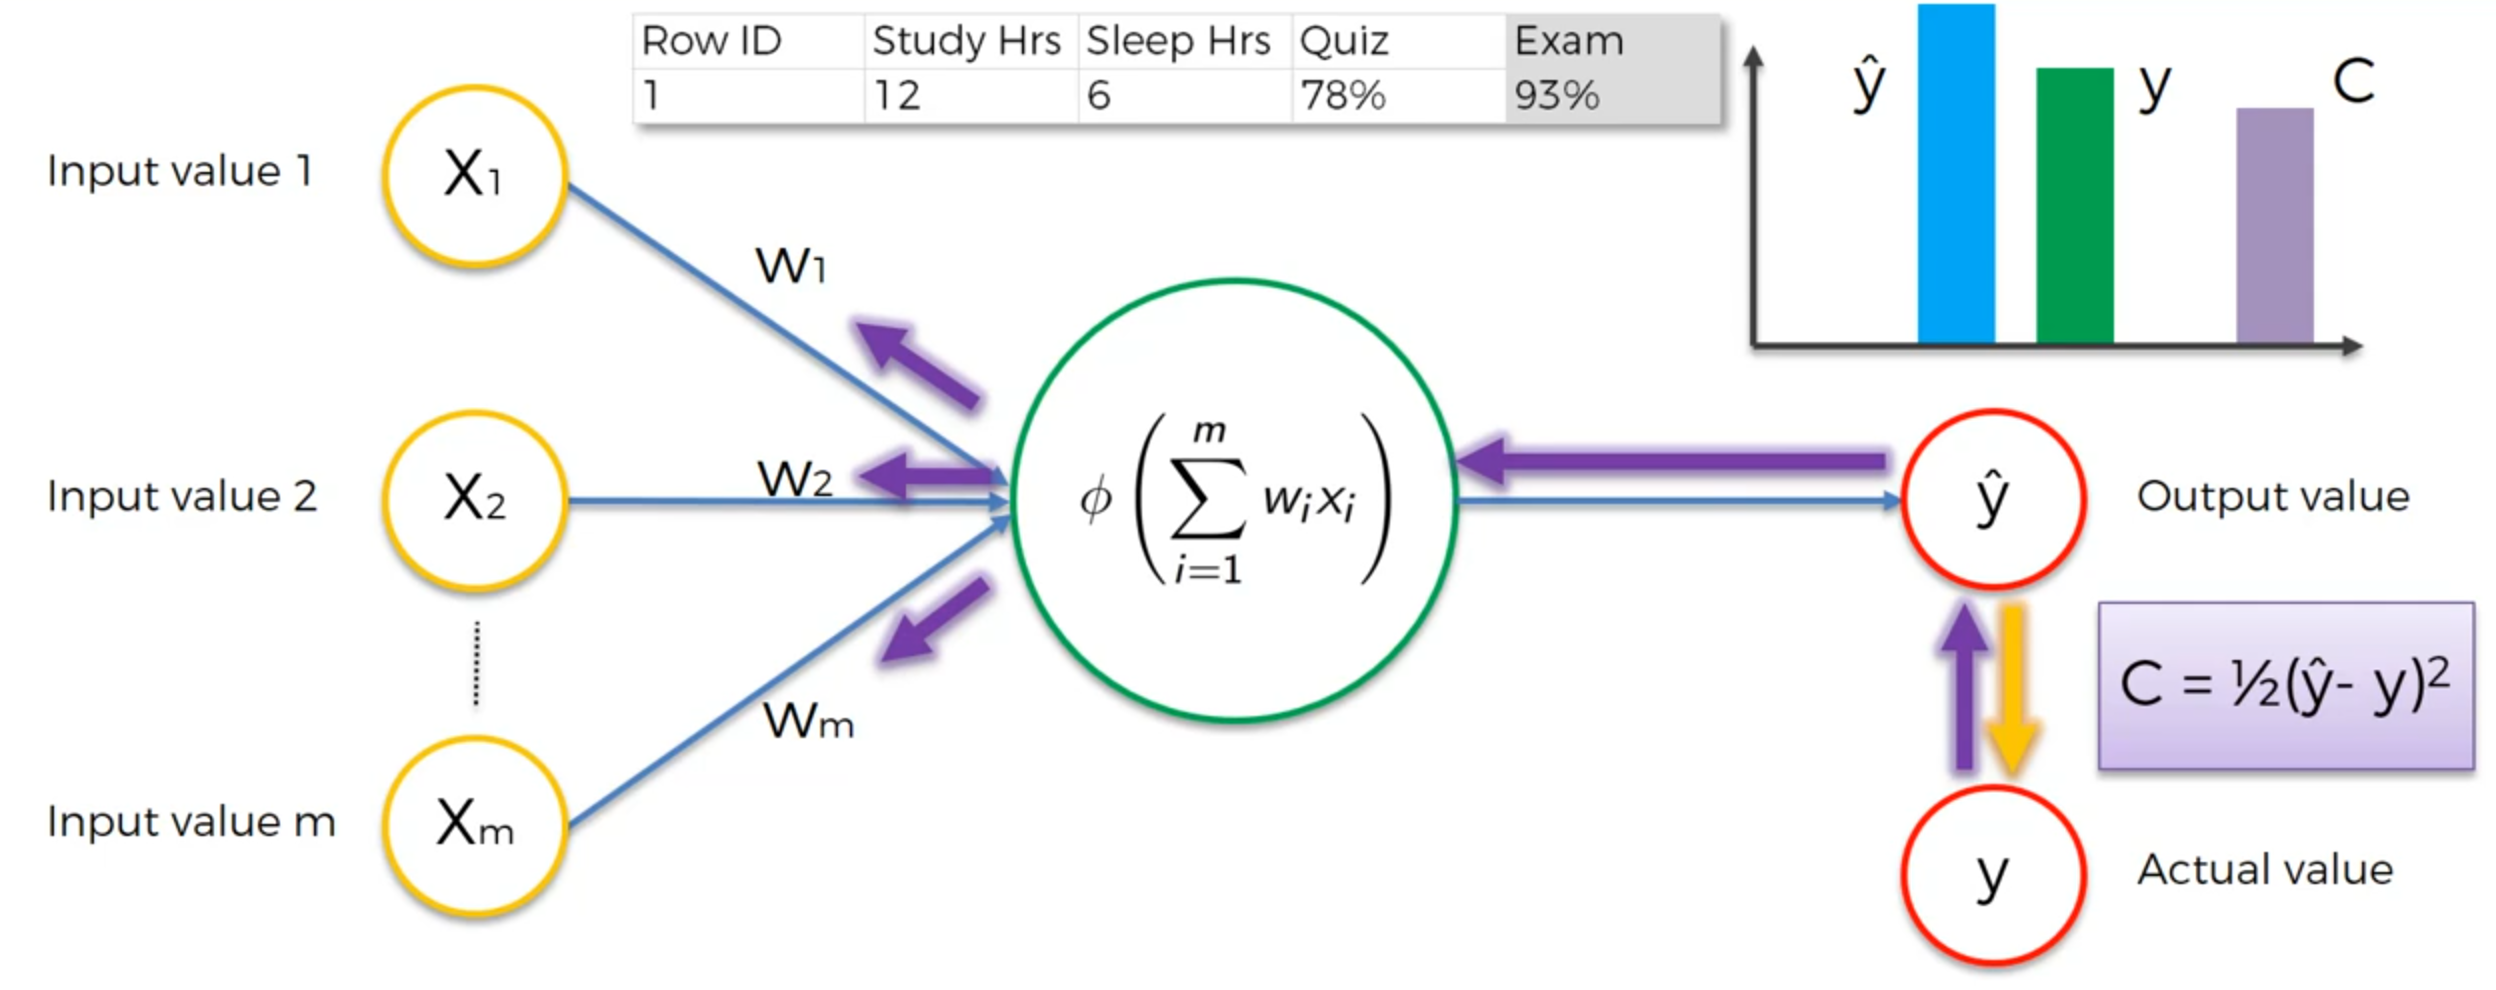 Row ID Study Hrs Sleep Hrs Quiz Exam
1 12 6 78% 93%
ŷ y C
Input value 1 X₁
W₁
Input value 2 X₂
W₂
ϕ ( ∑ᵢ₌₁ᵐ wᵢxᵢ )
ŷ Output value
C = ½(ŷ- y)²
Wm
Input value m Xm
y Actual value